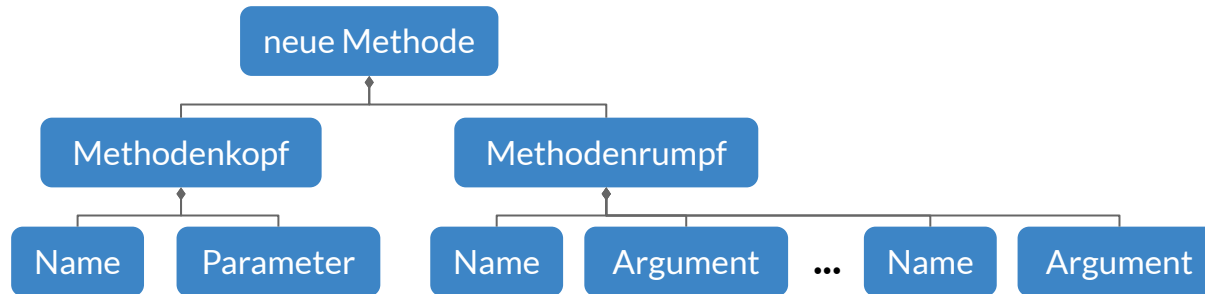 neue Methode
Methodenkopf Methodenrumpf
Name Parameter Name Argument ... Name Argument